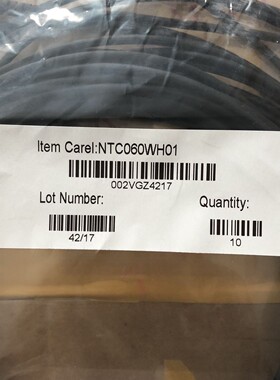 Item Carel:NTC060WH01
002VGZ4217
Lot Number:
Quantity:
42/17
10